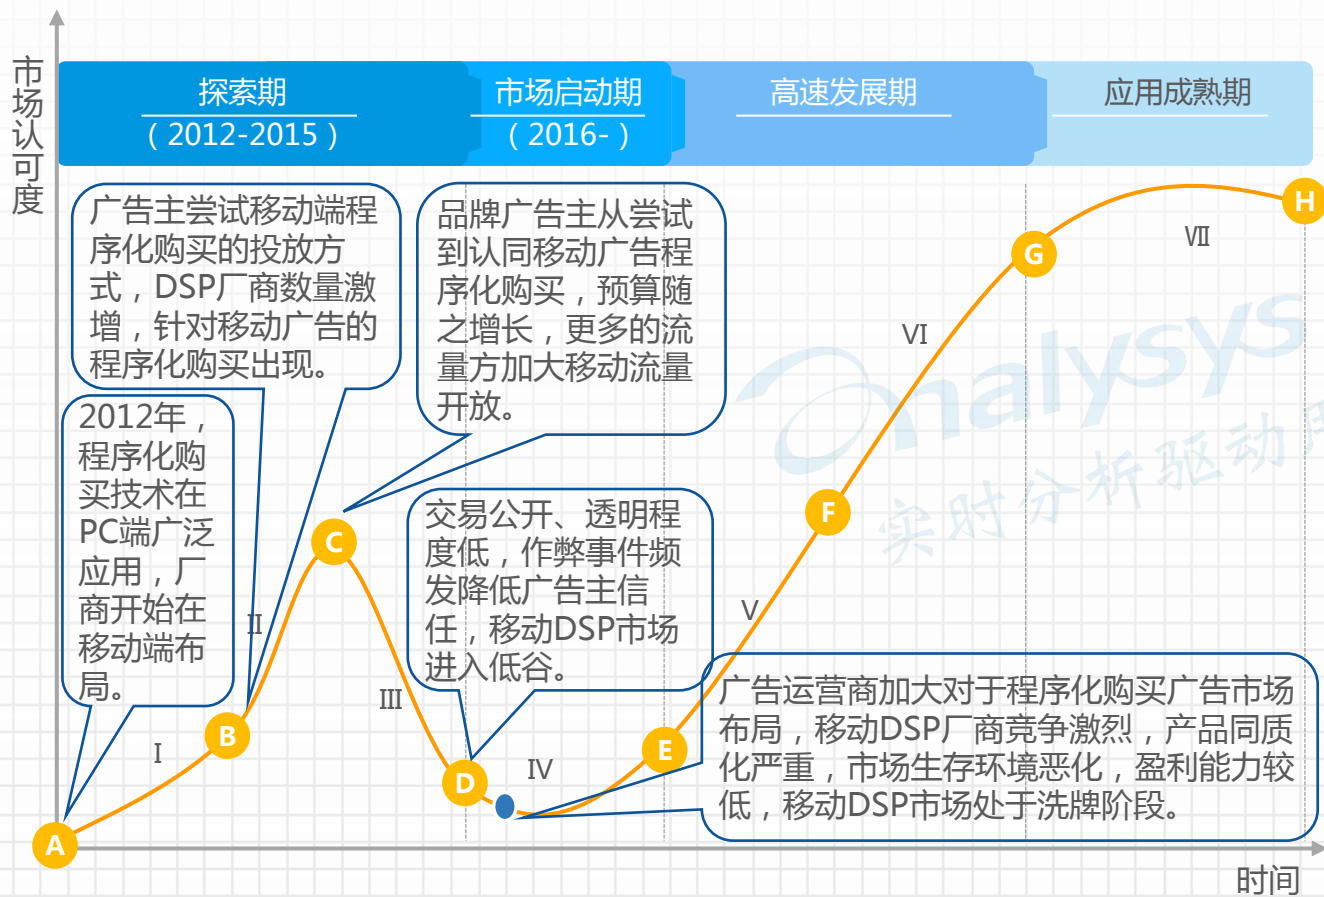 市场认可度
探索期
（2012-2015）
市场启动期
（2016-）
高速发展期
应用成熟期
广告主尝试移动端程
序化购买的投放方
式，DSP厂商数量激
增，针对移动广告的
程序化购买出现。
品牌广告主从尝试
到认同移动广告程
序化购买，预算随
之增长，更多的流
量方加大移动流量
开放。
2012年，
程序化购
买技术在
PC端广泛
应用，厂
商开始在
移动端布
局。
交易公开、透明程
度低，作弊事件频
发降低广告主信
任，移动DSP市场
进入低谷。
广告运营商加大对于程序化购买广告市场
布局，移动DSP厂商竞争激烈，产品同质
化严重，市场生存环境恶化，盈利能力较
低，移动DSP市场处于洗牌阶段。
A
B
C
D
E
F
G
H
I
II
III
IV
V
VI
VII
nalysys
实时分析驱动
时间